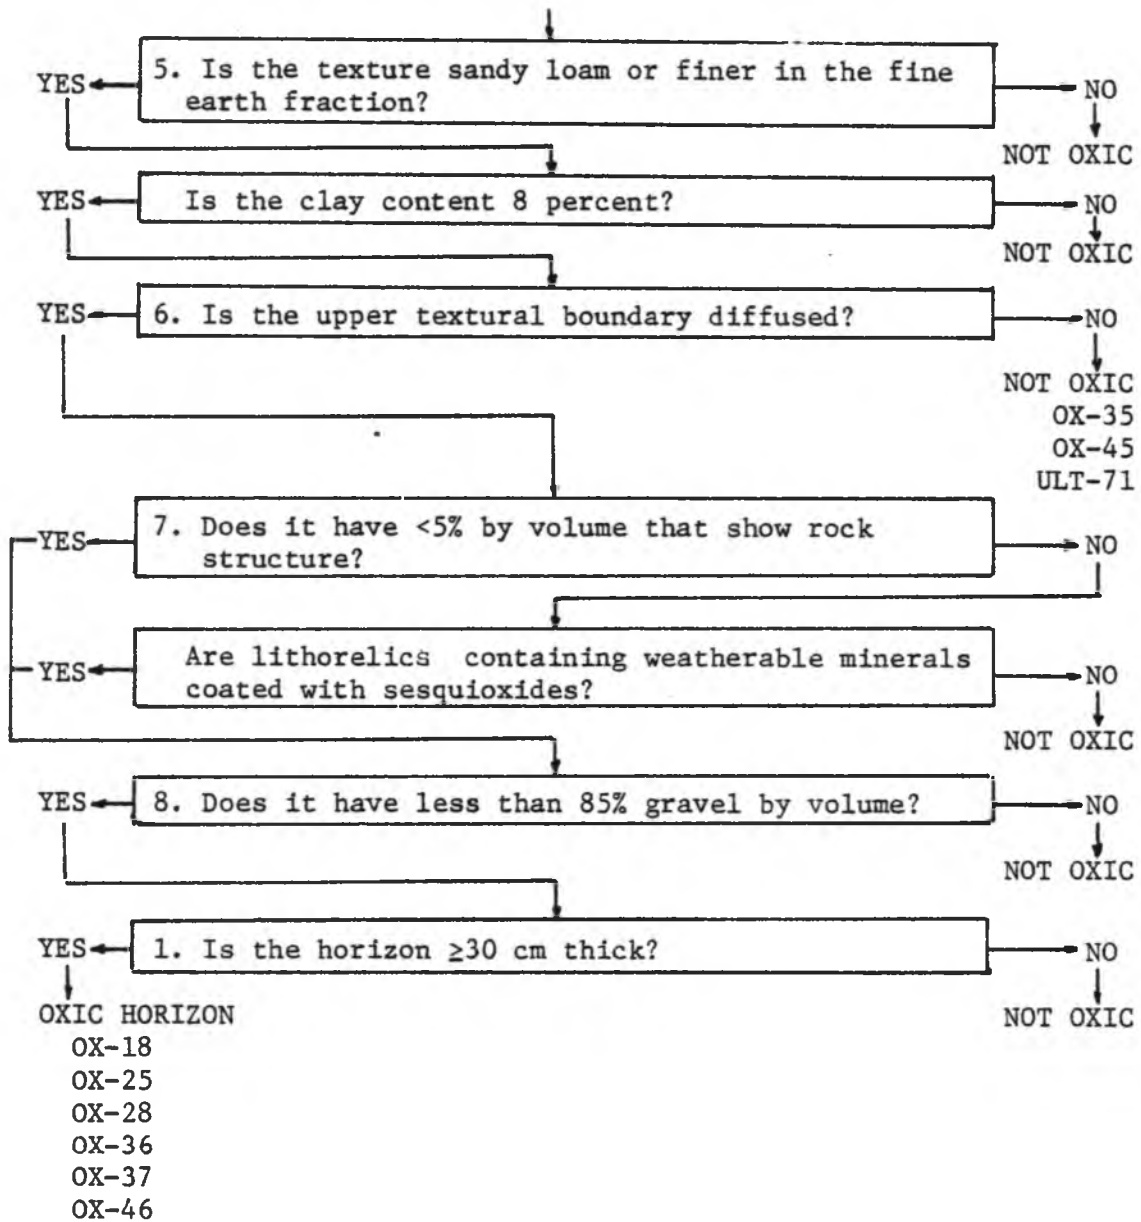 5. Is the texture sandy loam or finer in the fine
earth fraction?
YES
NO
NOT OXIC
Is the clay content 8 percent?
YES
NO
NOT OXIC
6. Is the upper textural boundary diffused?
YES
NO
NOT OXIC
OX-35
OX-45
ULT-71
7. Does it have <5% by volume that show rock
structure?
YES
NO
Are lithorelics containing weatherable minerals
coated with sesquioxides?
YES
NO
NOT OXIC
8. Does it have less than 85% gravel by volume?
YES
NO
NOT OXIC
1. Is the horizon ≥30 cm thick?
YES
NO
OXIC HORIZON
NOT OXIC
OX-18
OX-25
OX-28
OX-36
OX-37
OX-46